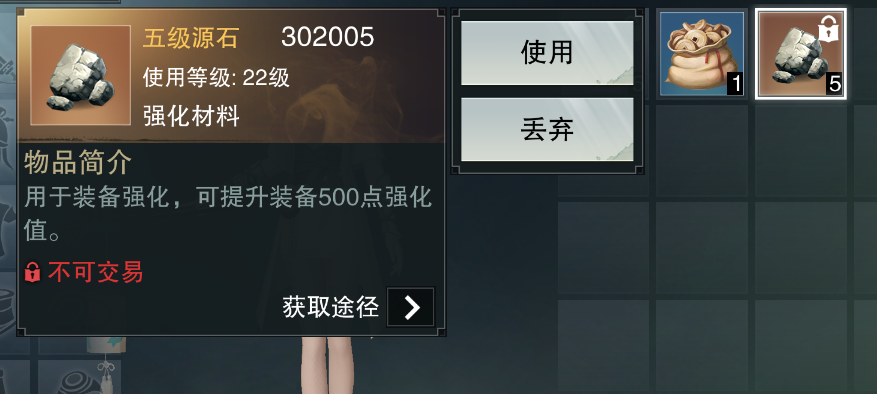 五级源石 302005
使用等级: 22级
强化材料
物品简介
用于装备强化，可提升装备500点强化
值。
不可交易
获取途径
使用
丢弃
1
5